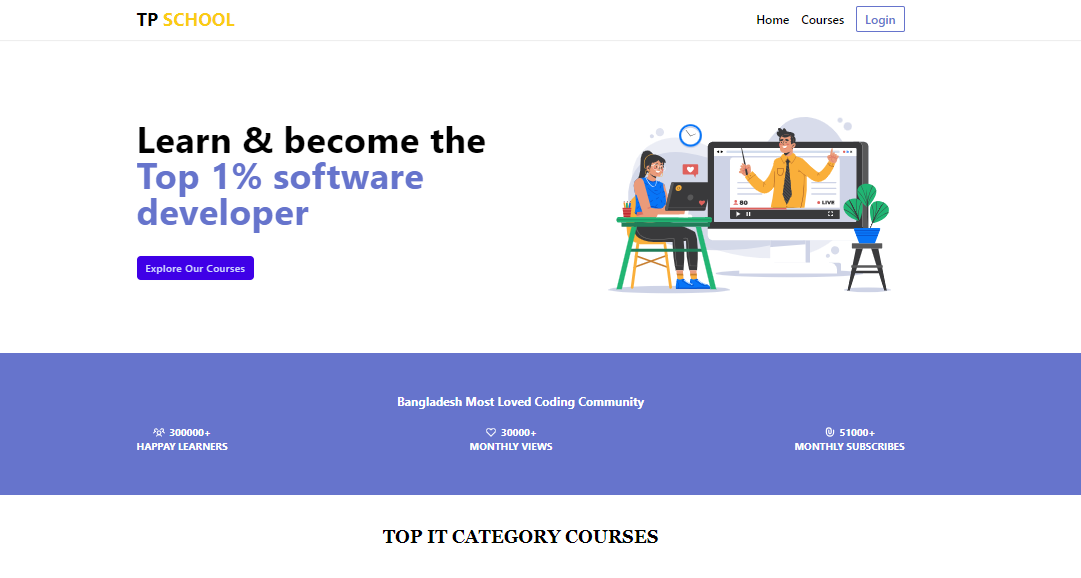 TP SCHOOL
Home Courses Login
Learn & become the
Top 1% software
developer
80
LIVE
Explore Our Courses
Bangladesh Most Loved Coding Community
300000+
HAPPAY LEARNERS
30000+
MONTHLY VIEWS
51000+
MONTHLY SUBSCRIBES
TOP IT CATEGORY COURSES